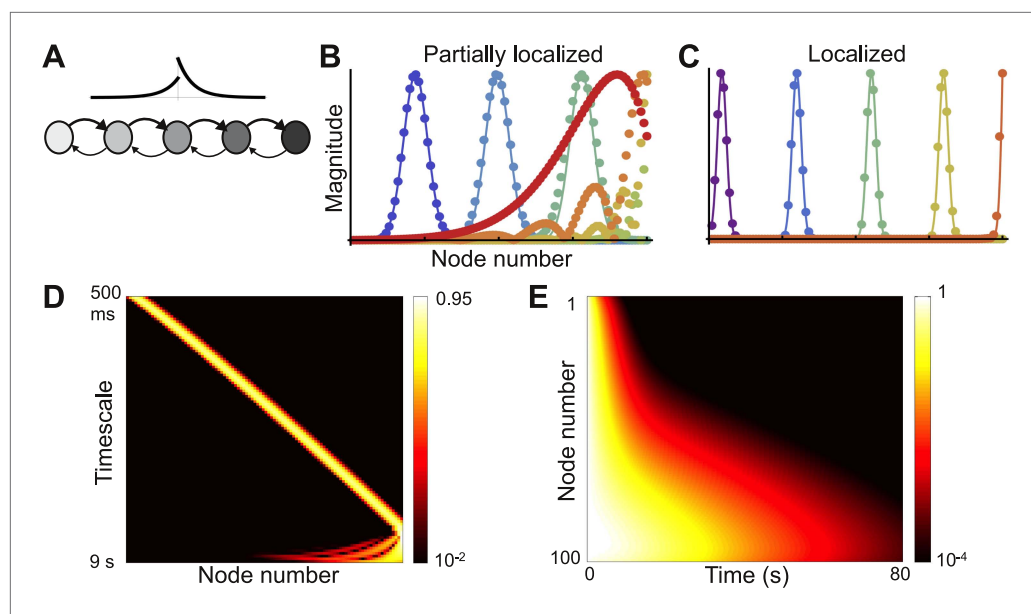 A
B
Partially localized
Magnitude
Node number
C
Localized
D
500
ms
Timescale
9 s
Node number
0.95
10-2
E
1
Node number
100
0
Time (s)
80
1
10-4